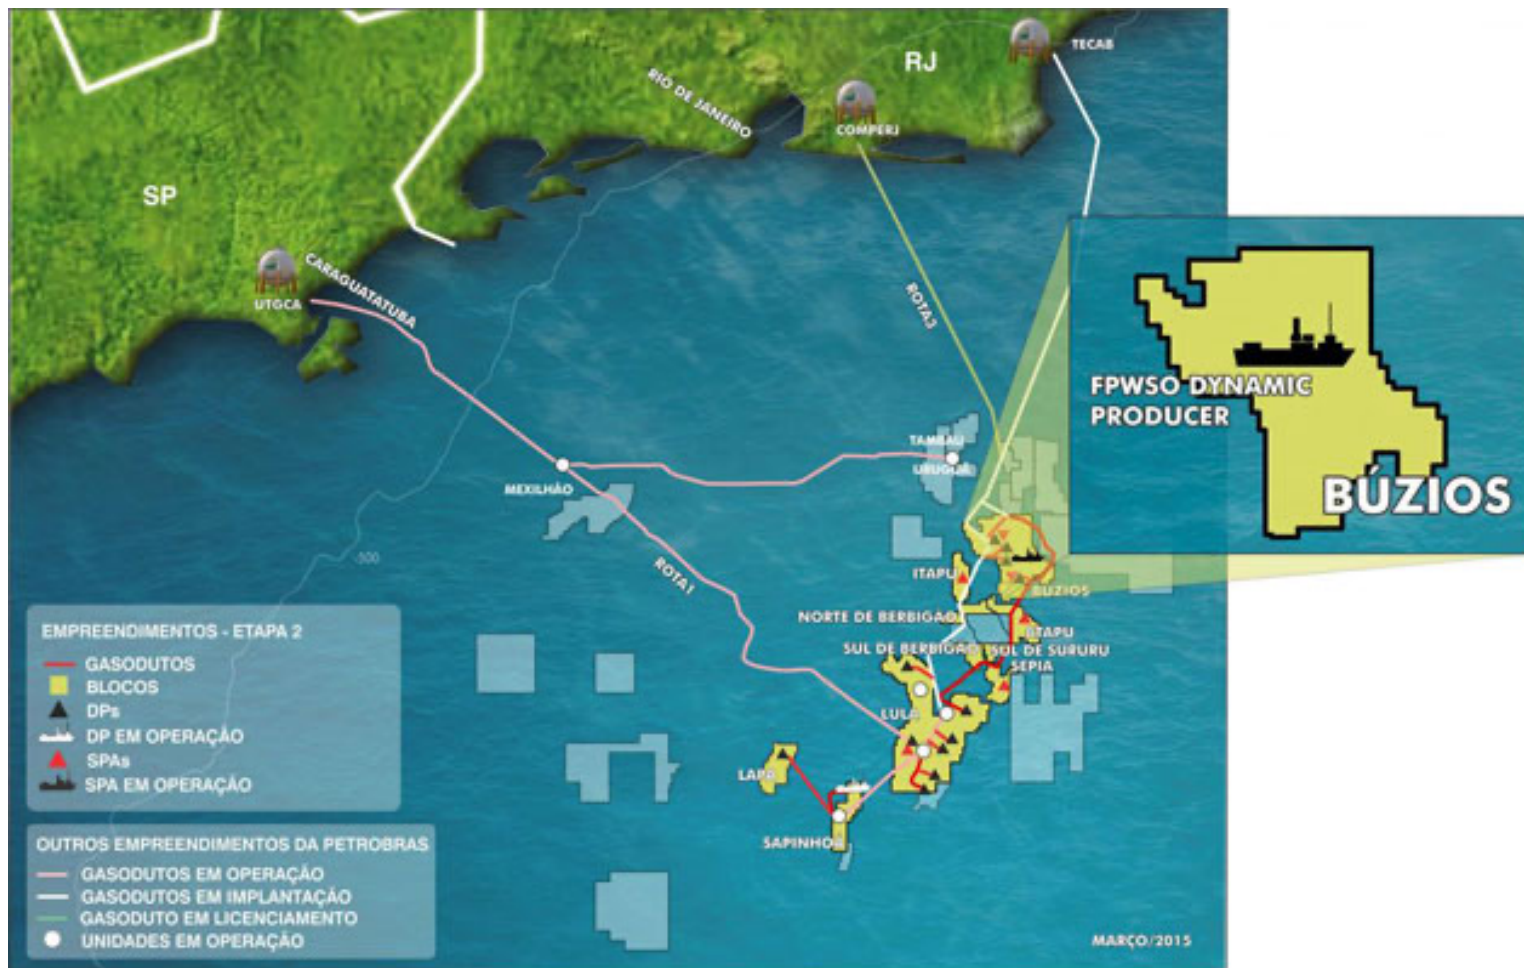 TECAB
RJ
RIO DE JANEIRO
COMPERJ
SP
CARAGUATATUBA
UTGCA
ROTA3
FPWSO DYNAMIC
PRODUCER
BÚZIOS
TAMBAÚ
MEXILHÃO
500
ROTA1
ITAPU
BÚZIOS
NORTE DE BERBIGÃO
ITAPU
SUL DE BERBIGÃO
SUL DE SURURU
SEPIA
LULA
LAPA
SAPINHOÁ
EMPREENDIMENTOS - ETAPA 2
GASODUTOS
BLOCOS
DPs
DP EM OPERAÇÃO
SPAs
SPA EM OPERAÇÃO
OUTROS EMPREENDIMENTOS DA PETROBRAS
GASODUTOS EM OPERAÇÃO
GASODUTOS EM IMPLANTAÇÃO
GASODUTO EM LICENCIAMENTO
UNIDADES EM OPERAÇÃO
MARÇO/2015